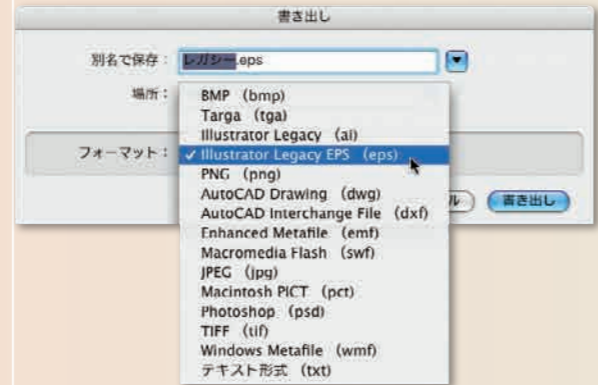 書き出し
別名で保存：
レガシー.eps
場所：
フォーマット：
BMP (bmp)
Targa (tga)
Illustrator Legacy (ai)
✓ Illustrator Legacy EPS (eps)
PNG (png)
AutoCAD Drawing (dwg)
AutoCAD Interchange File (dxf)
Enhanced Metafile (emf)
Macromedia Flash (swf)
JPEG (jpg)
Macintosh PICT (pct)
Photoshop (psd)
TIFF (tif)
Windows Metafile (wmf)
テキスト形式 (txt)
ル
書き出し